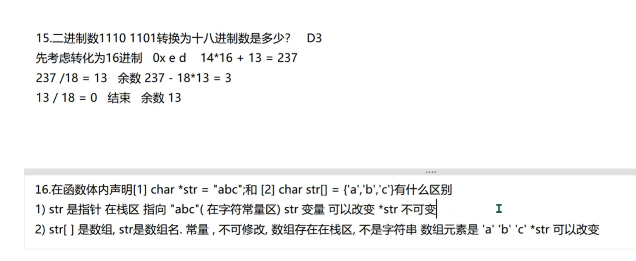 15.二进制数1110 1101转换为十八进制数是多少? D3
先考虑转化为16进制 0x e d 14*16 + 13 = 237
237 /18 = 13 余数 237 - 18*13 = 3
13 / 18 = 0 结束 余数 13
16.在函数体内声明[1] char *str = "abc";和 [2] char str[] = {'a','b','c'}有什么区别
1) str 是指针 在栈区 指向 "abc"( 在字符常量区) str 变量 可以改变 *str 不可变
2) str[ ] 是数组, str是数组名. 常量 , 不可修改, 数组存在在栈区, 不是字符串 数组元素是 'a' 'b' 'c' *str 可以改变